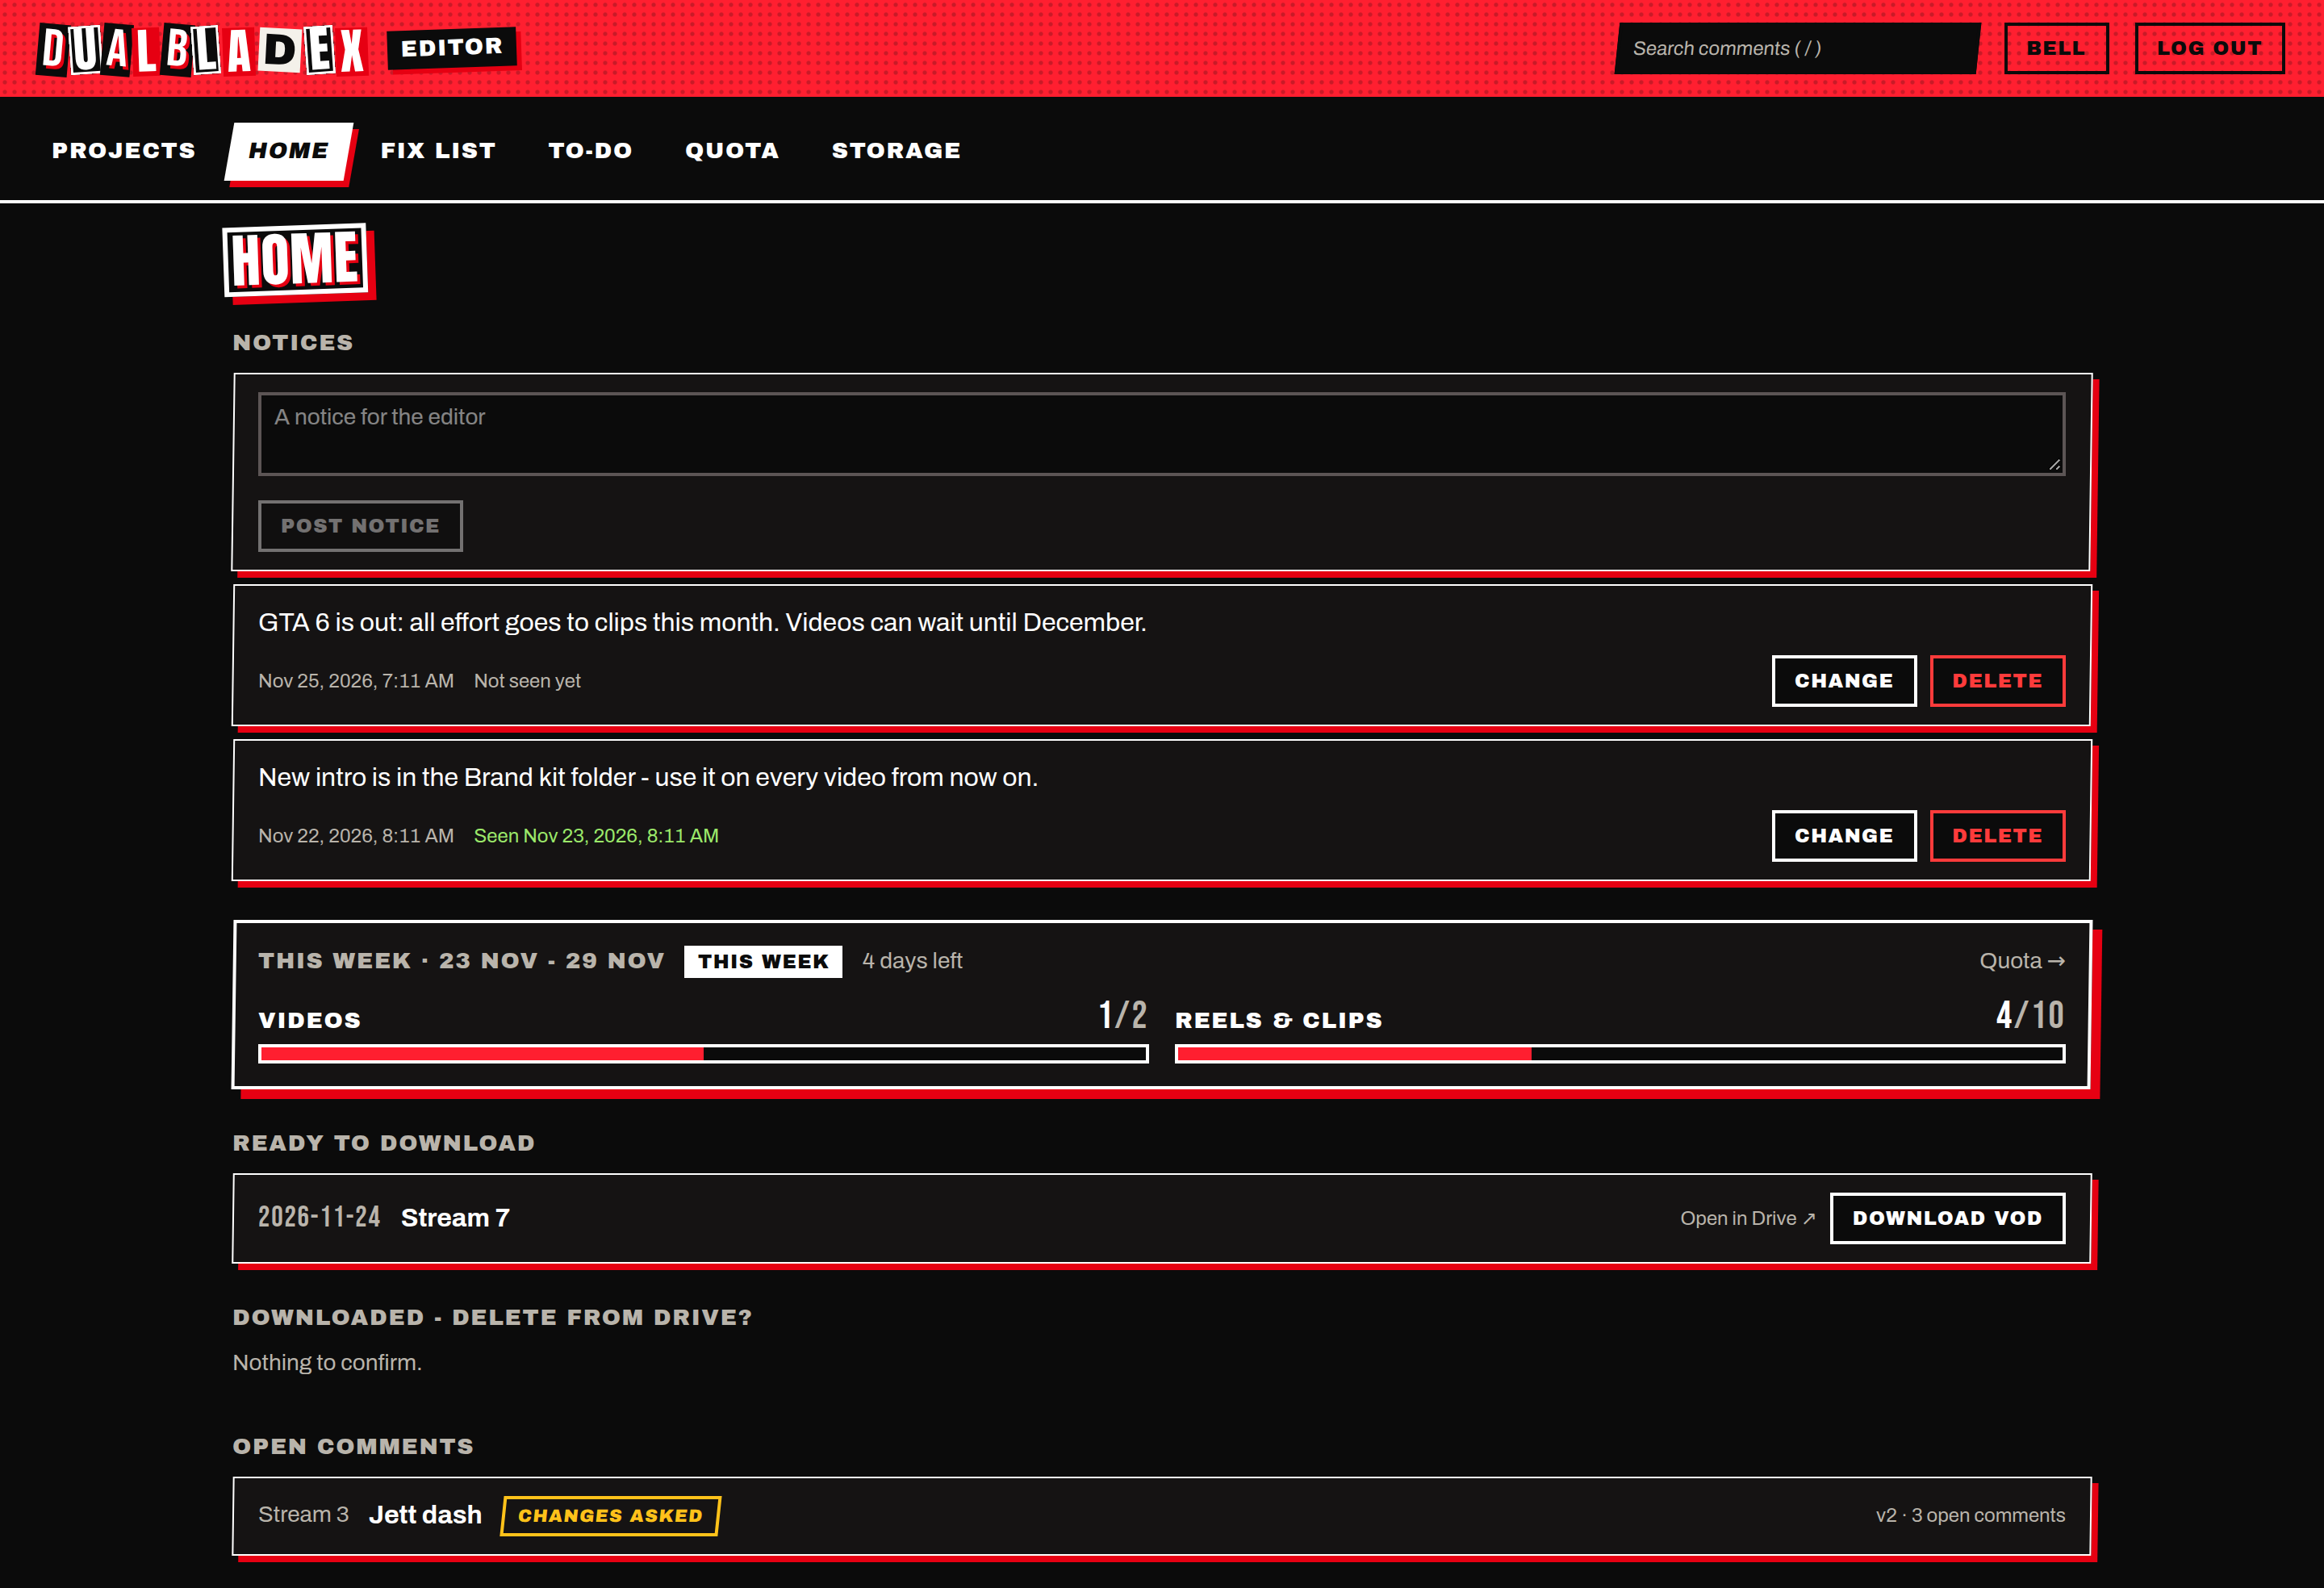 DUALBLADEX EDITOR
Search comments ( / )
BELL
LOG OUT
PROJECTS
HOME
FIX LIST
TO-DO
QUOTA
STORAGE
HOME
NOTICES
A notice for the editor
POST NOTICE
GTA 6 is out: all effort goes to clips this month. Videos can wait until December.
Nov 25, 2026, 7:11 AM Not seen yet
CHANGE
DELETE
New intro is in the Brand kit folder - use it on every video from now on.
Nov 22, 2026, 8:11 AM Seen Nov 23, 2026, 8:11 AM
CHANGE
DELETE
THIS WEEK · 23 NOV - 29 NOV THIS WEEK 4 days left
Quota →
VIDEOS 1/2
REELS & CLIPS 4/10
READY TO DOWNLOAD
2026-11-24 Stream 7
Open in Drive ↗
DOWNLOAD VOD
DOWNLOADED - DELETE FROM DRIVE?
Nothing to confirm.
OPEN COMMENTS
Stream 3 Jett dash CHANGES ASKED
v2 · 3 open comments